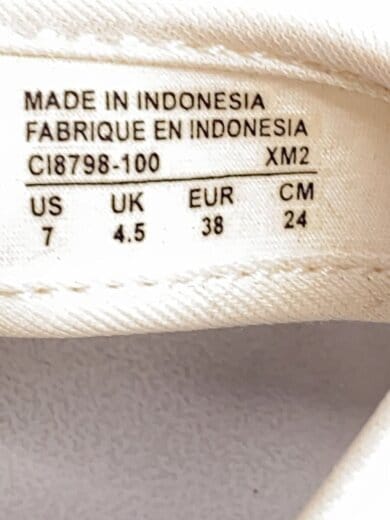 MADE IN INDONESIA
FABRIQUE EN INDONESIA
CI8798-100 XM2
US UK EUR CM
7 4.5 38 24